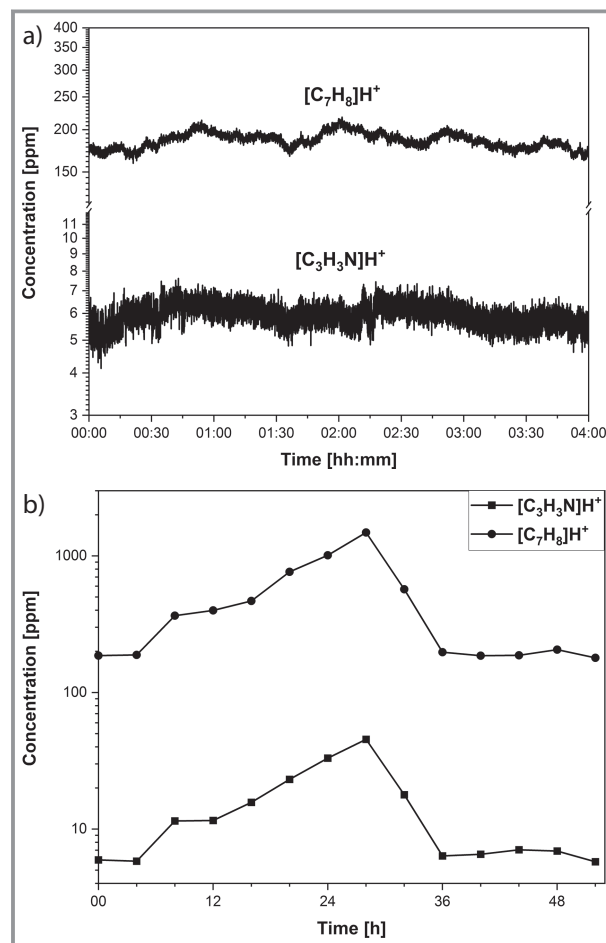 a)
400
350
300
250
200
150
11
10
9
8
7
6
5
4
3
Concentration [ppm]
[C₇H₈]H⁺
[C₃H₃N]H⁺
00:00 00:30 01:00 01:30 02:00 02:30 03:00 03:30 04:00
Time [hh:mm]
b)
[C₃H₃N]H⁺
[C₇H₈]H⁺
1000
100
10
Concentration [ppm]
00 12 24 36 48
Time [h]